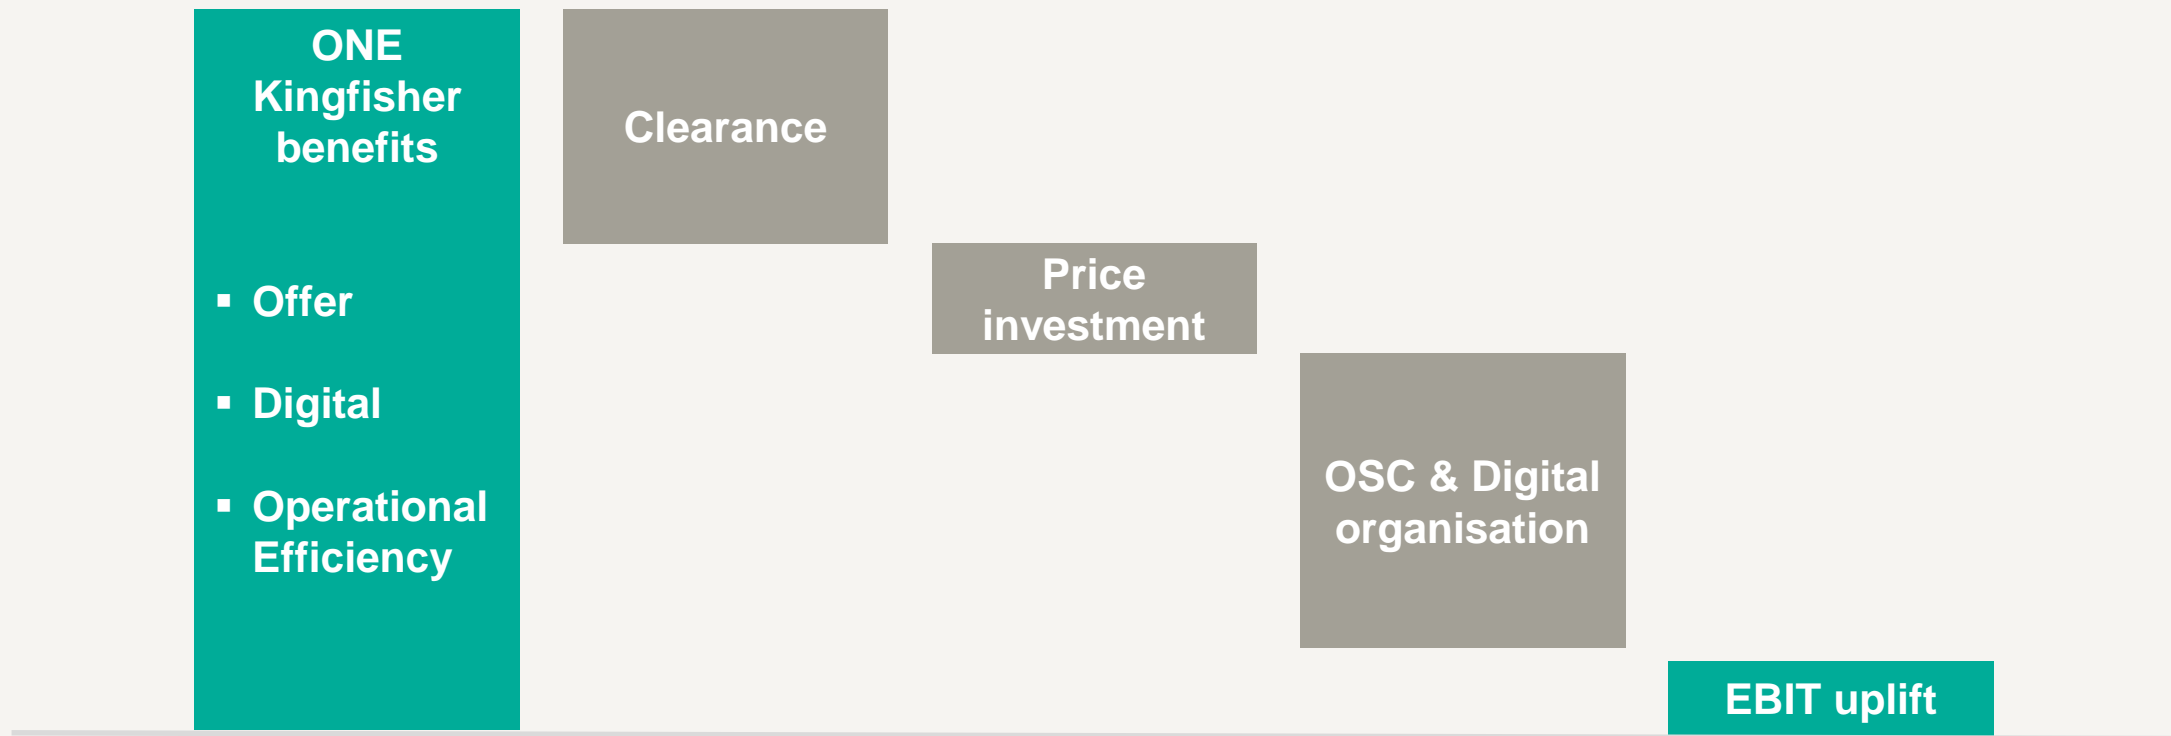 ONE
Kingfisher
benefits
▪ Offer
▪ Digital
▪ Operational
Efficiency
Clearance
Price
investment
OSC & Digital
organisation
EBIT uplift